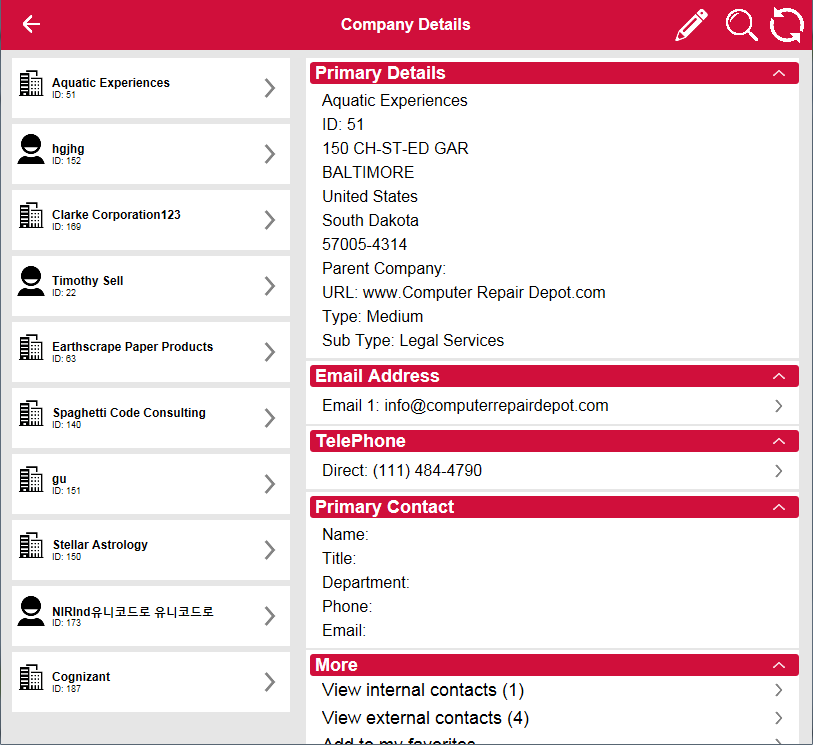 Company Details
Aquatic Experiences
ID: 51
hgjhg
ID: 152
Clarke Corporation123
ID: 169
Timothy Sell
ID: 22
Earthscrape Paper Products
ID: 63
Spaghetti Code Consulting
ID: 140
gu
ID: 151
Stellar Astrology
ID: 150
NIRInd유니코드로 유니코드로
ID: 173
Cognizant
ID: 187
Primary Details
Aquatic Experiences
ID: 51
150 CH-ST-ED GAR
BALTIMORE
United States
South Dakota
57005-4314
Parent Company:
URL: www.Computer Repair Depot.com
Type: Medium
Sub Type: Legal Services
Email Address
Email 1: info@computerrepairdepot.com
TelePhone
Direct: (111) 484-4790
Primary Contact
Name:
Title:
Department:
Phone:
Email:
More
View internal contacts (1)
View external contacts (4)
Add to my favorites